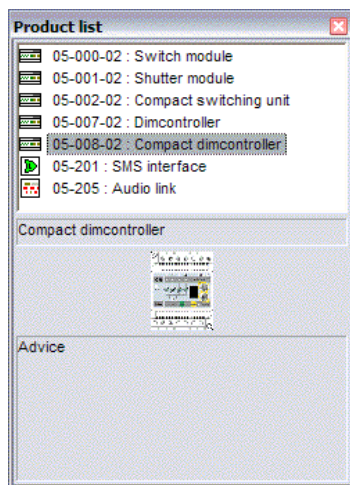 Product list
05-000-02 : Switch module
05-001-02 : Shutter module
05-002-02 : Compact switching unit
05-007-02 : Dimcontroller
05-008-02 : Compact dimcontroller
05-201 : SMS interface
05-205 : Audio link
Compact dimcontroller
Advice